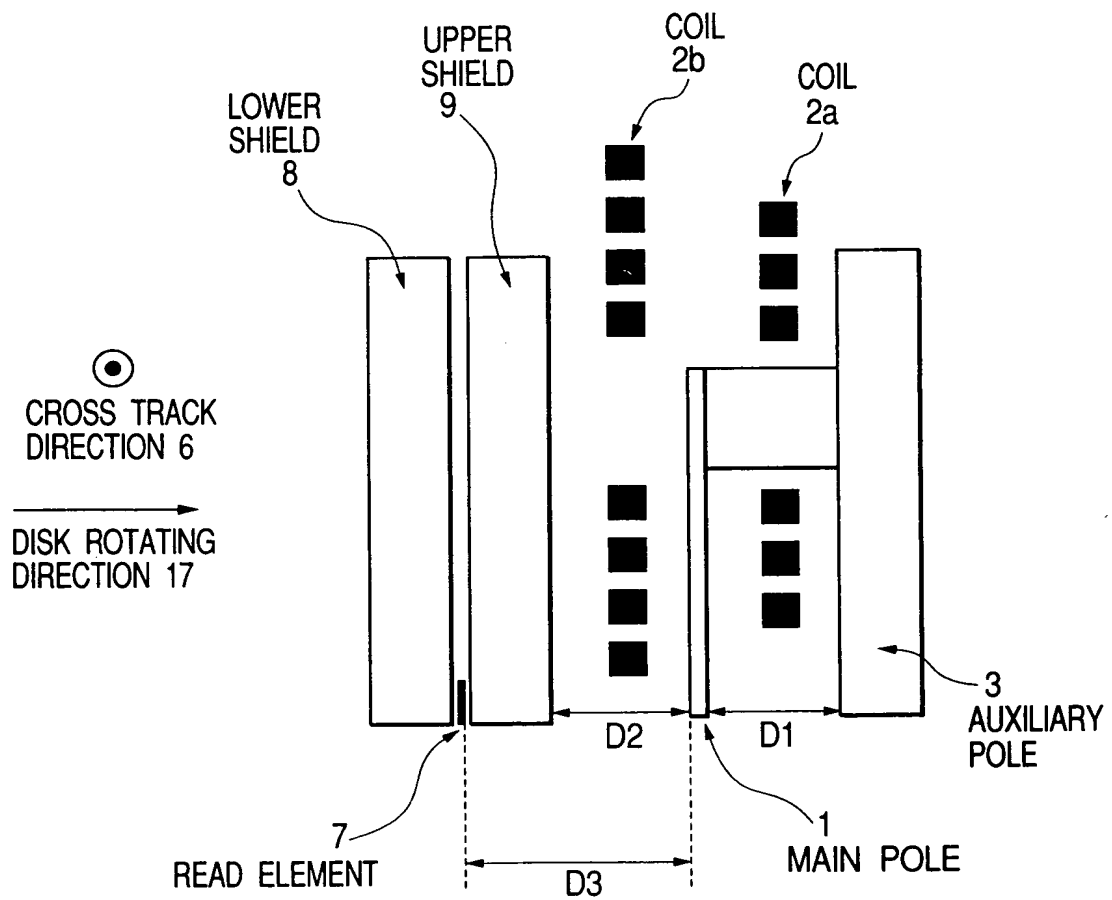 COIL
2b
UPPER
SHIELD
9
COIL
2a
LOWER
SHIELD
8
CROSS TRACK
DIRECTION 6
DISK ROTATING
DIRECTION 17
D2
D1
3
AUXILIARY
POLE
7
READ ELEMENT
1
MAIN POLE
D3